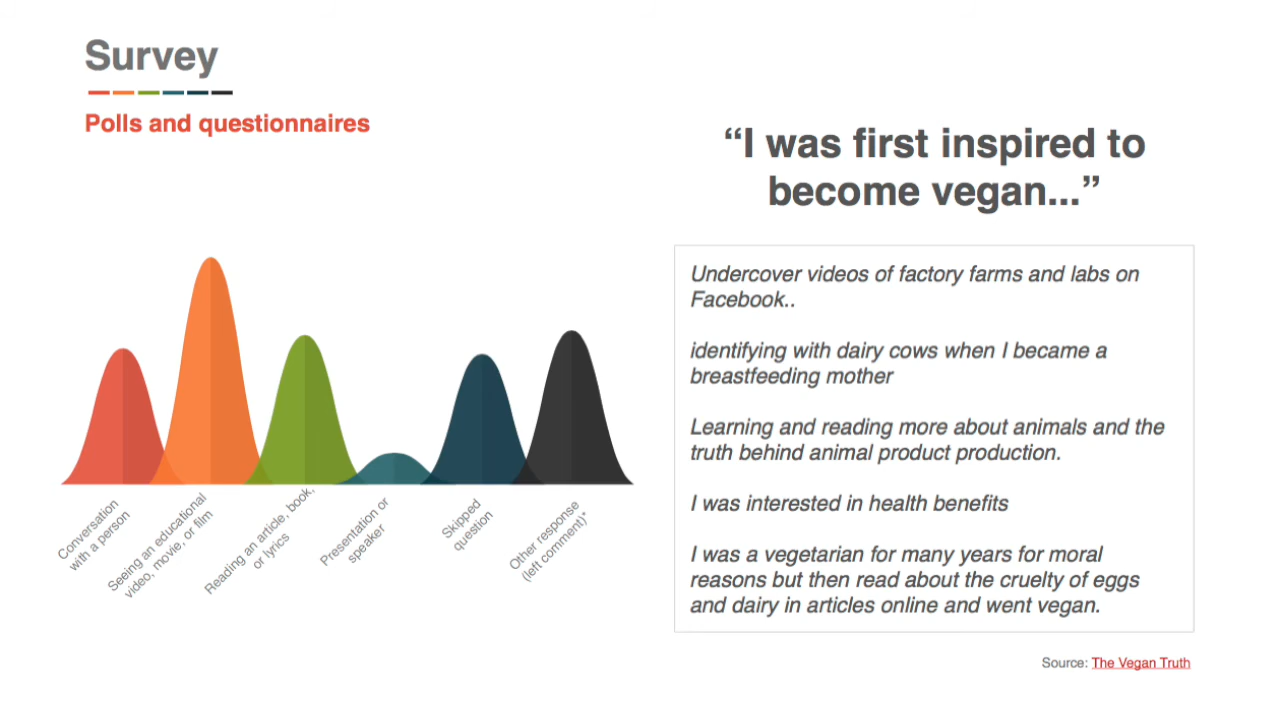 Survey
Polls and questionnaires
“I was first inspired to
become vegan...”
Undercover videos of factory farms and labs on
Facebook..
identifying with dairy cows when I became a
breastfeeding mother
Learning and reading more about animals and the
truth behind animal product production.
I was interested in health benefits
I was a vegetarian for many years for moral
reasons but then read about the cruelty of eggs
and dairy in articles online and went vegan.
Conversation
with a person
Seeing an educational
video, movie, or film
Reading an article, book,
or lyrics
Presentation or
speaker
Skipped
question
Other response
(left comment)*
Source: The Vegan Truth